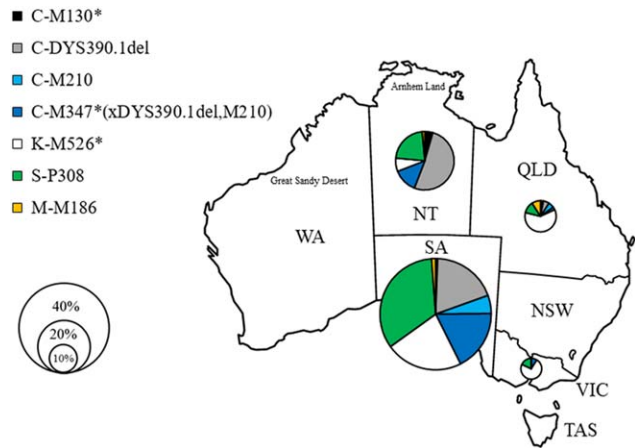 C-M130*
C-DYS390.1del
C-M210
C-M347*(xDYS390.1del,M210)
K-M526*
S-P308
M-M186
40%
20%
10%
Arnhem Land
Great Sandy Desert
WA
NT
QLD
SA
NSW
VIC
TAS